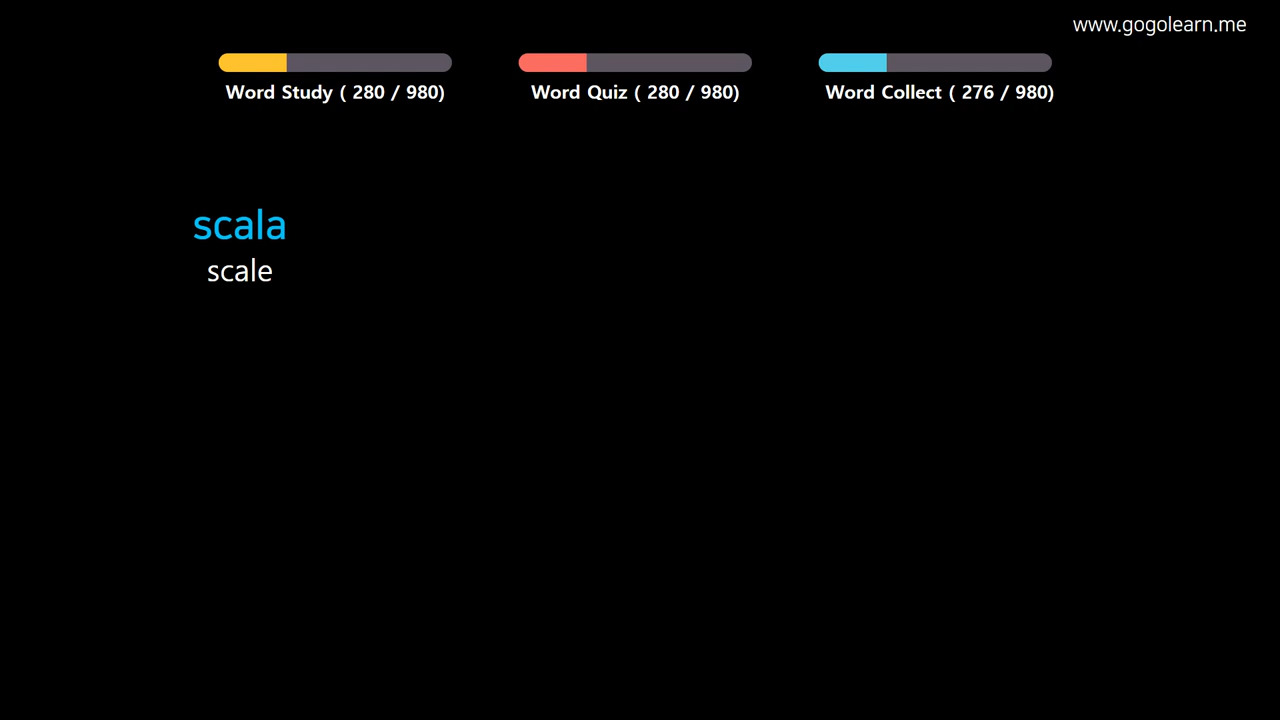 www.gogolearn.me
Word Study ( 280 / 980)
Word Quiz ( 280 / 980)
Word Collect ( 276 / 980)
scala
scale